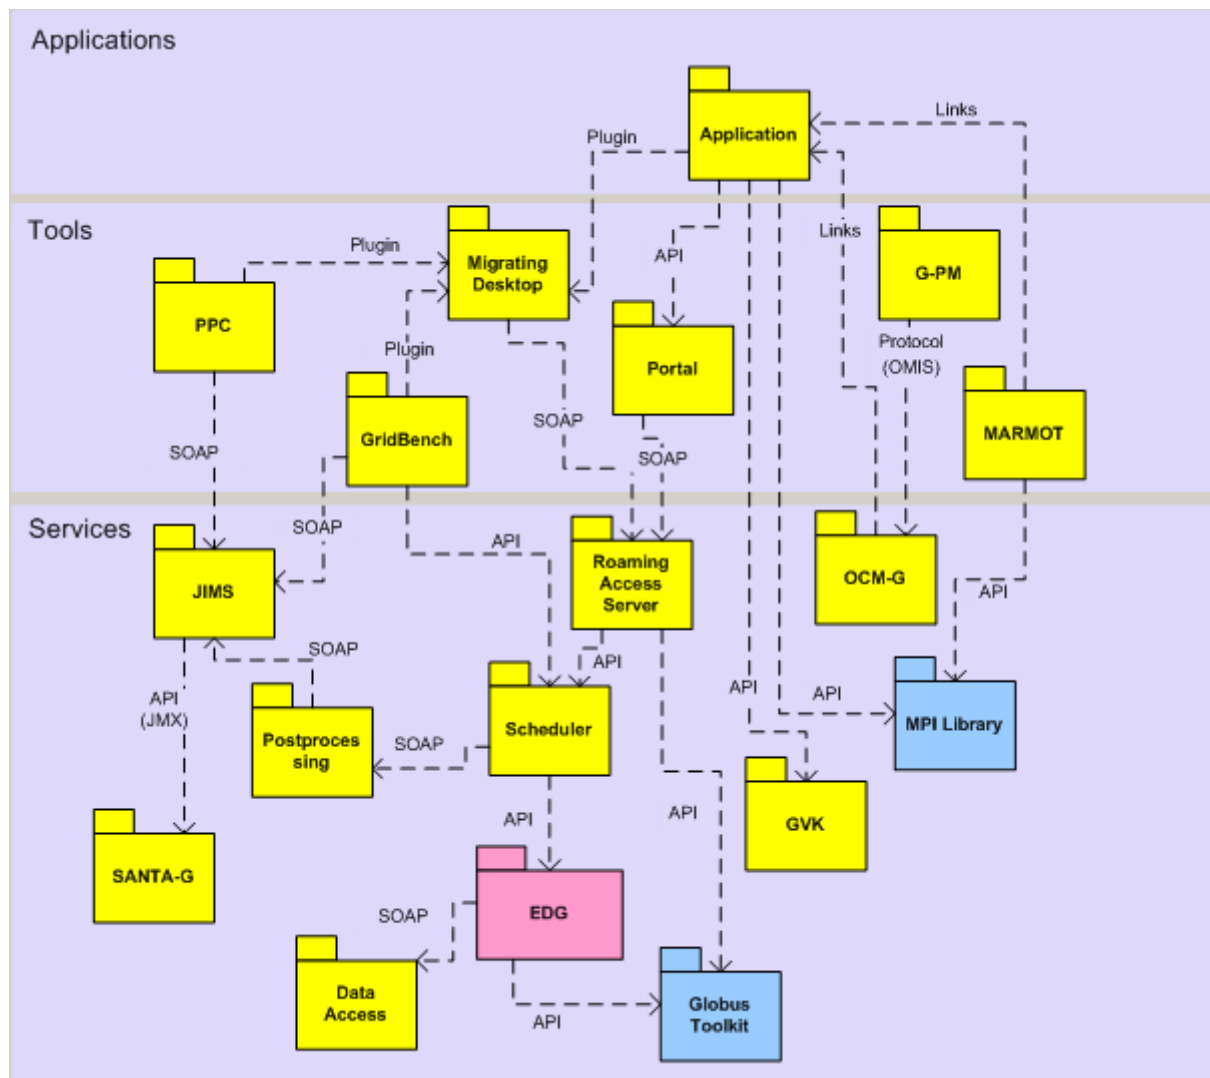 Applications
Links
Plugin
Application
Tools
Links
Plugin
Migrating
Desktop
API
G-PM
PPC
Plugin
Portal
Protocol
(OMIS)
GridBench
SOAP
MARMOT
SOAP
SOAP
Services
SOAP
API
Roaming
Access
Server
OCM-G
API
JIMS
SOAP
API
API
(JMX)
API
API
Scheduler
MPI Library
Postproces
sing
SOAP
API
API
GVK
SANTA-G
EDG
SOAP
Data
Access
Globus
Toolkit
API